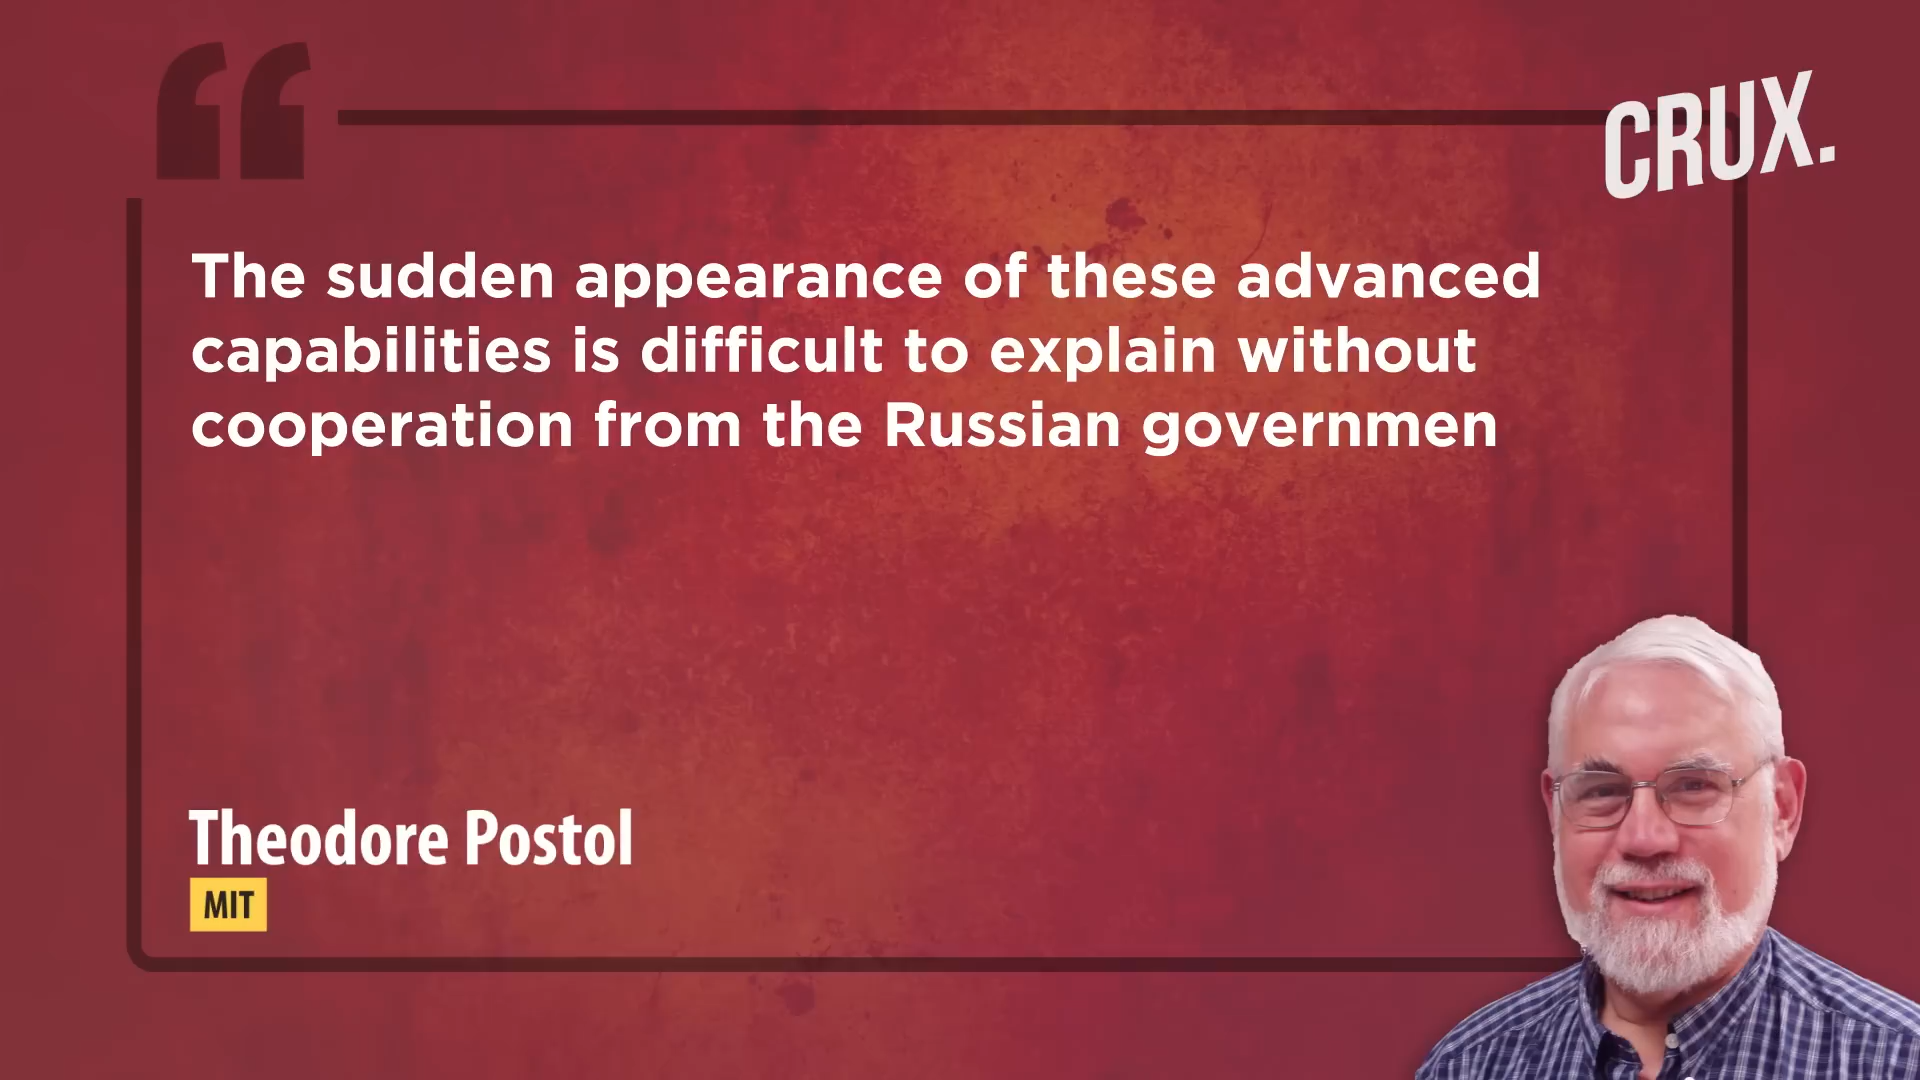 CRUX.
The sudden appearance of these advanced
capabilities is difficult to explain without
cooperation from the Russian governmen
Theodore Postol
MIT